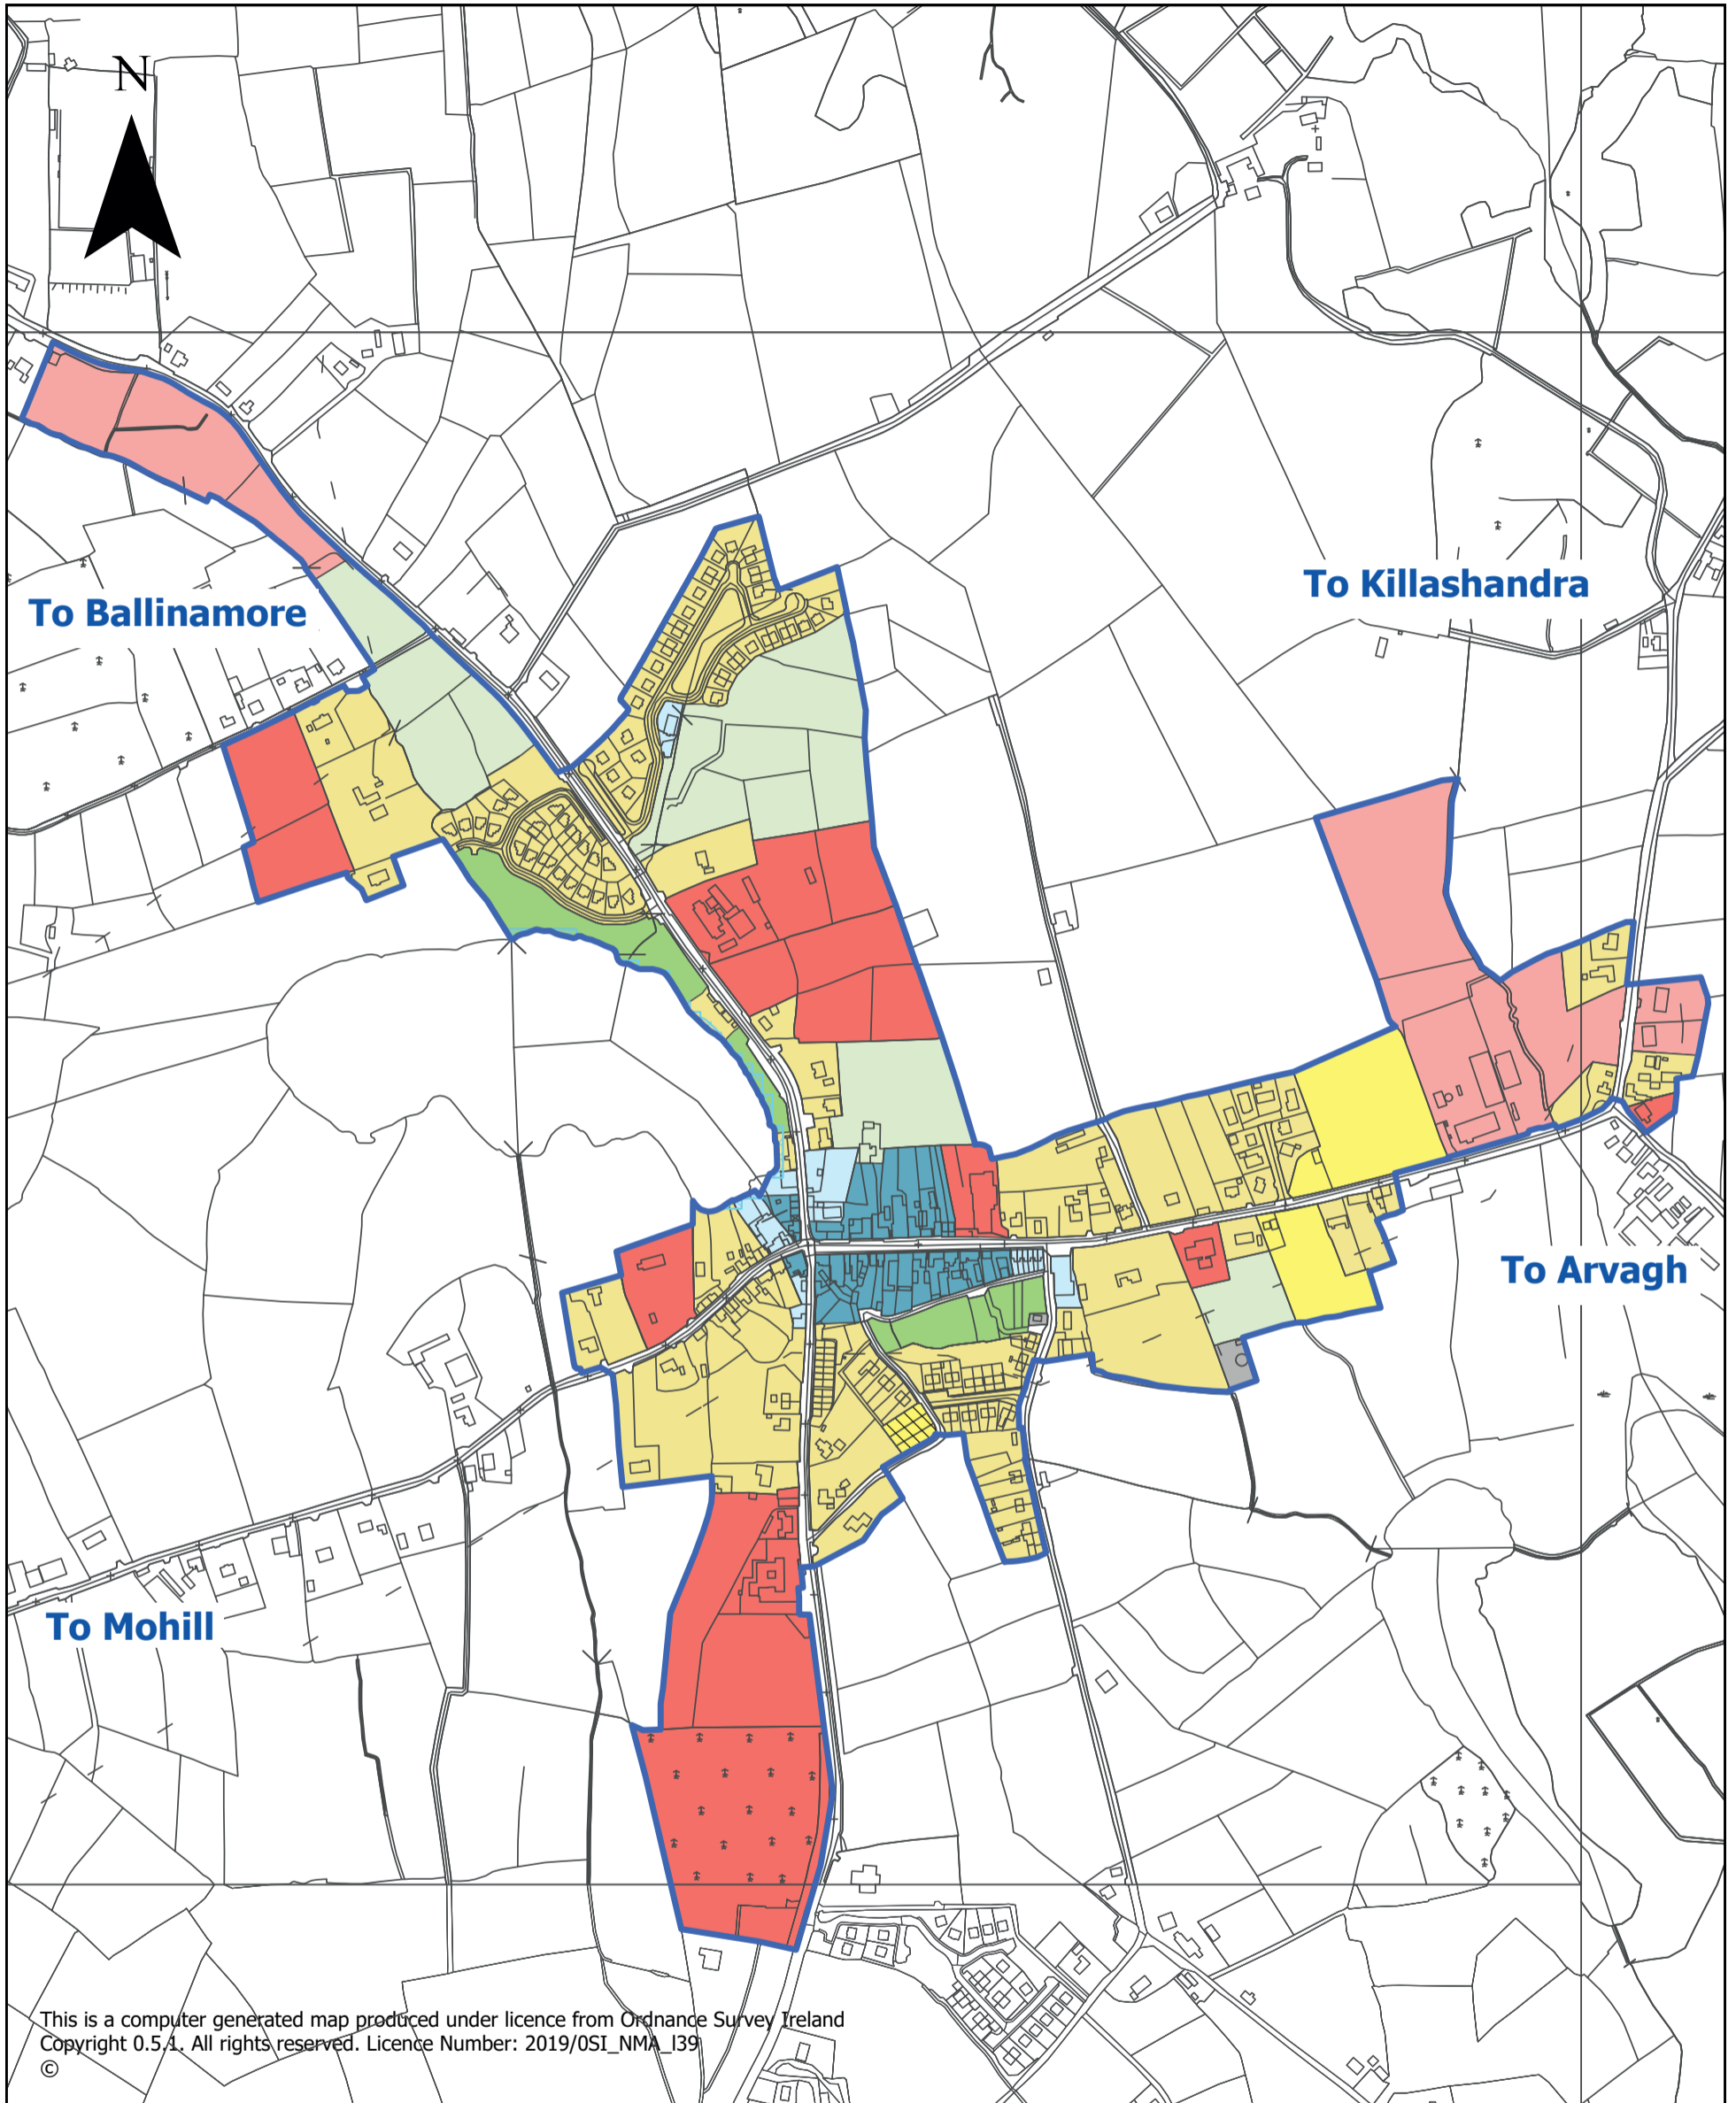 N
To Killashandra
To Ballinamore
To Arvagh
To Mohill
This is a computer generated map produced under licence from Ordnance Survey Ireland
Copyright 0.5.1. All rights reserved. Licence Number: 2019/0SI_NMA_l39
©